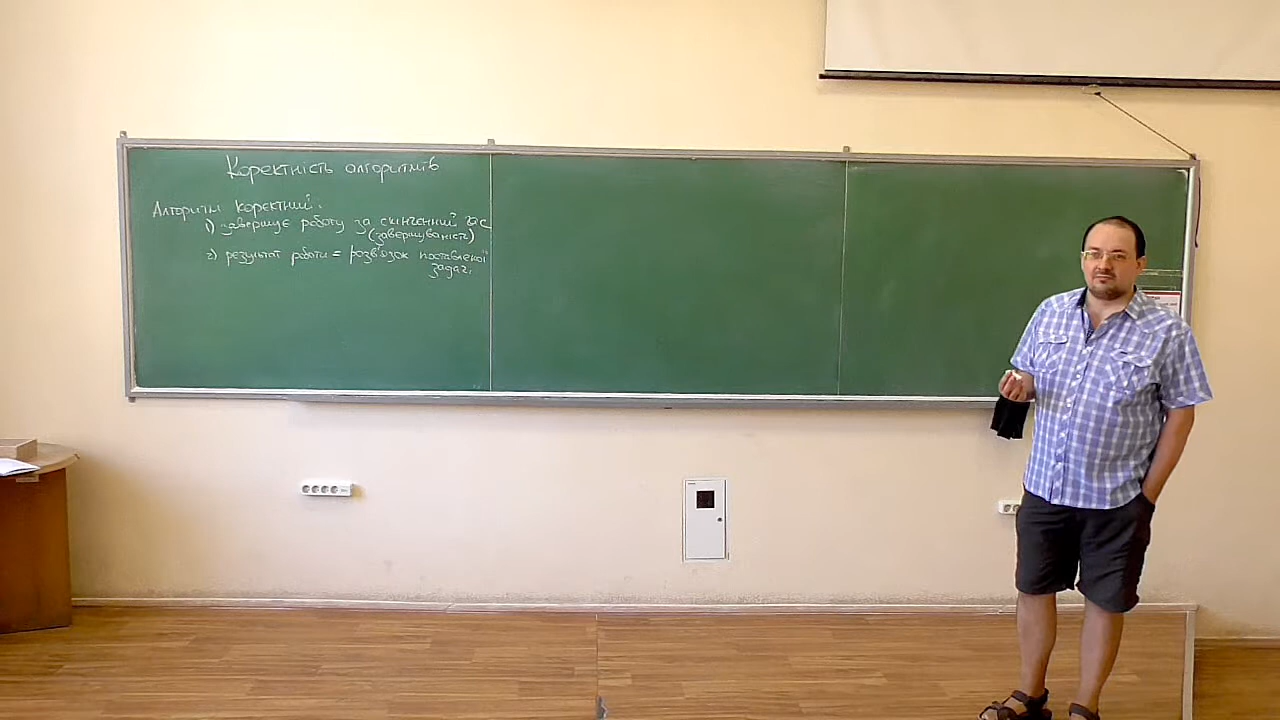 Коректність алгоритмів
Алгоритм коректний:
1) завершує роботу за скінченний час
(завершуваність)
2) результат роботи = розв'язок поставленої
задачі